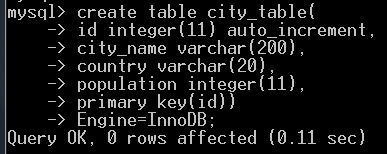 mysql> create table city_table(
    -> id integer(11) auto_increment,
    -> city_name varchar(200),
    -> country varchar(20),
    -> population integer(11),
    -> primary key(id))
    -> Engine=InnoDB;
Query OK, 0 rows affected (0.11 sec)